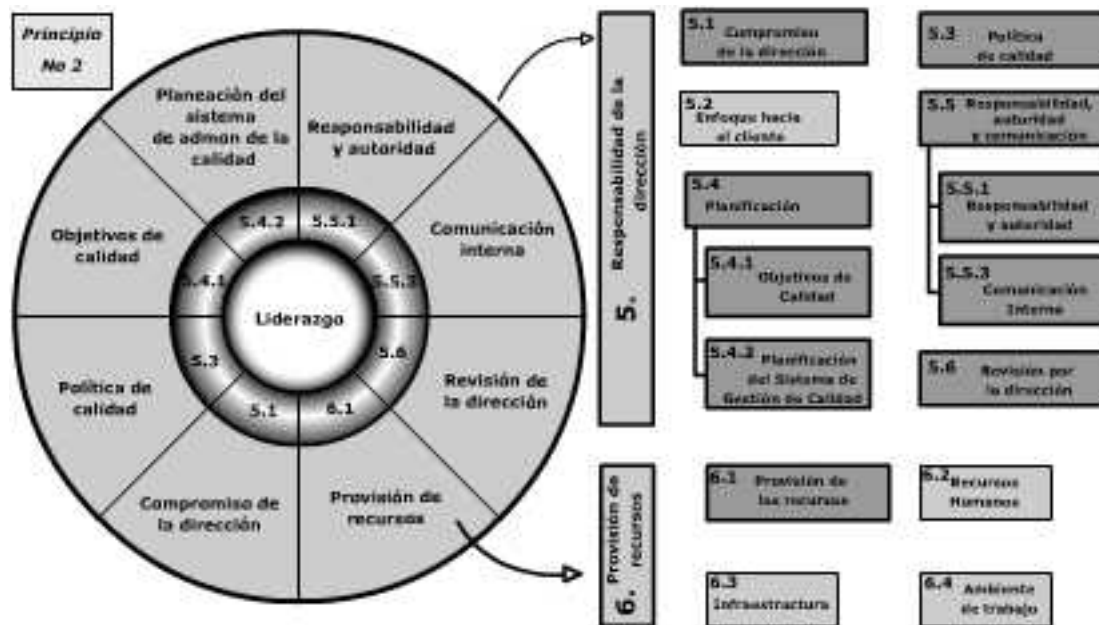 Principio
No 2
Planeación del
sistema
de admon de la
calidad
Responsabilidad
y autoridad
Comunicación
interna
Revisión de
la dirección
Provisión de
recursos
Compromiso de
la dirección
Política de
calidad
Objetivos de
calidad
5.4.2
5.5.1
5.5.3
5.6
6.1
5.1
5.3
5.4.1
Liderazgo
5. Responsabilidad de la
dirección
5.1
Compromiso
de la dirección
5.2
Enfoque hacia
el cliente
5.4
Planificación
5.4.1
Objetivos de
Calidad
5.4.2
Planificación
del Sistema de
Gestión de Calidad
5.3
Política
de calidad
5.5
Responsabilidad,
autoridad
y comunicación
5.5.1
Responsabilidad
y autoridad
5.5.3
Comunicación
Interna
5.6
Revisión por
la dirección
6. Provisión de
recursos
6.1
Provisión de
los recursos
6.2
Recursos
Humanos
6.3
Infraestructura
6.4
Ambiente
de trabajo